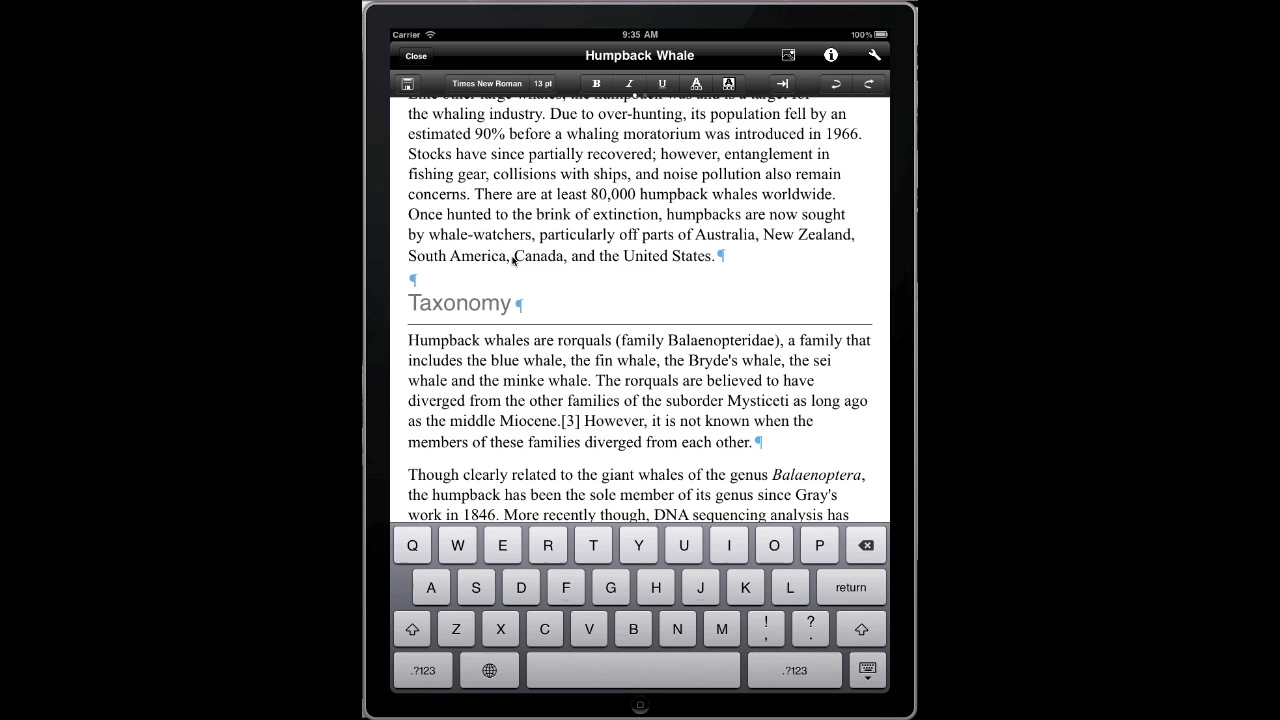 Carrier 9:35 AM 100%
Close Humpback Whale
Times New Roman 13 pt B I U A A
the whaling industry. Due to over-hunting, its population fell by an
estimated 90% before a whaling moratorium was introduced in 1966.
Stocks have since partially recovered; however, entanglement in
fishing gear, collisions with ships, and noise pollution also remain
concerns. There are at least 80,000 humpback whales worldwide.
Once hunted to the brink of extinction, humpbacks are now sought
by whale-watchers, particularly off parts of Australia, New Zealand,
South America, Canada, and the United States.¶
¶
Taxonomy¶
Humpback whales are rorquals (family Balaenopteridae), a family that
includes the blue whale, the fin whale, the Bryde's whale, the sei
whale and the minke whale. The rorquals are believed to have
diverged from the other families of the suborder Mysticeti as long ago
as the middle Miocene.[3] However, it is not known when the
members of these families diverged from each other.¶
Though clearly related to the giant whales of the genus Balaenoptera,
the humpback has been the sole member of its genus since Gray's
work in 1846. More recently though, DNA sequencing analysis has
Q W E R T Y U I O P
A S D F G H J K L return
Z X C V B N M ! , ? .
.?123 .?123